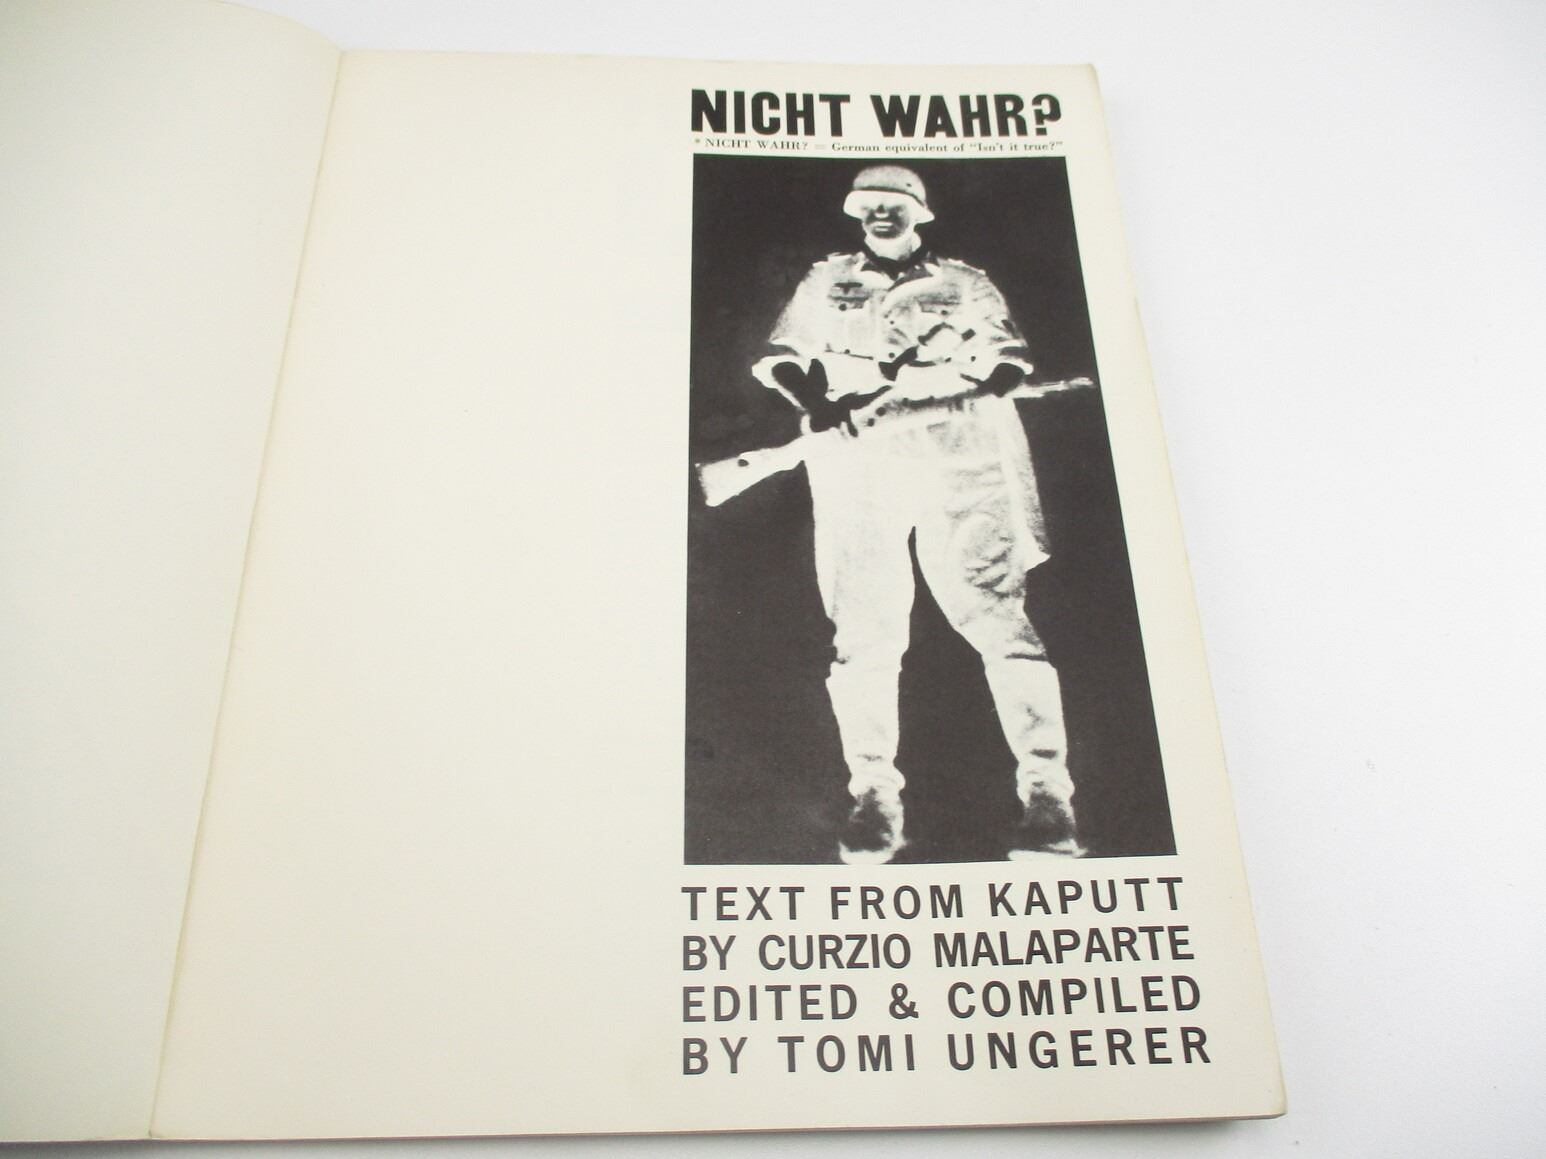 NICHT WAHR?
* NICHT WAHR? = German equivalent of "Isn't it true?"
TEXT FROM KAPUTT
BY CURZIO MALAPARTE
EDITED & COMPILED
BY TOMI UNGERER